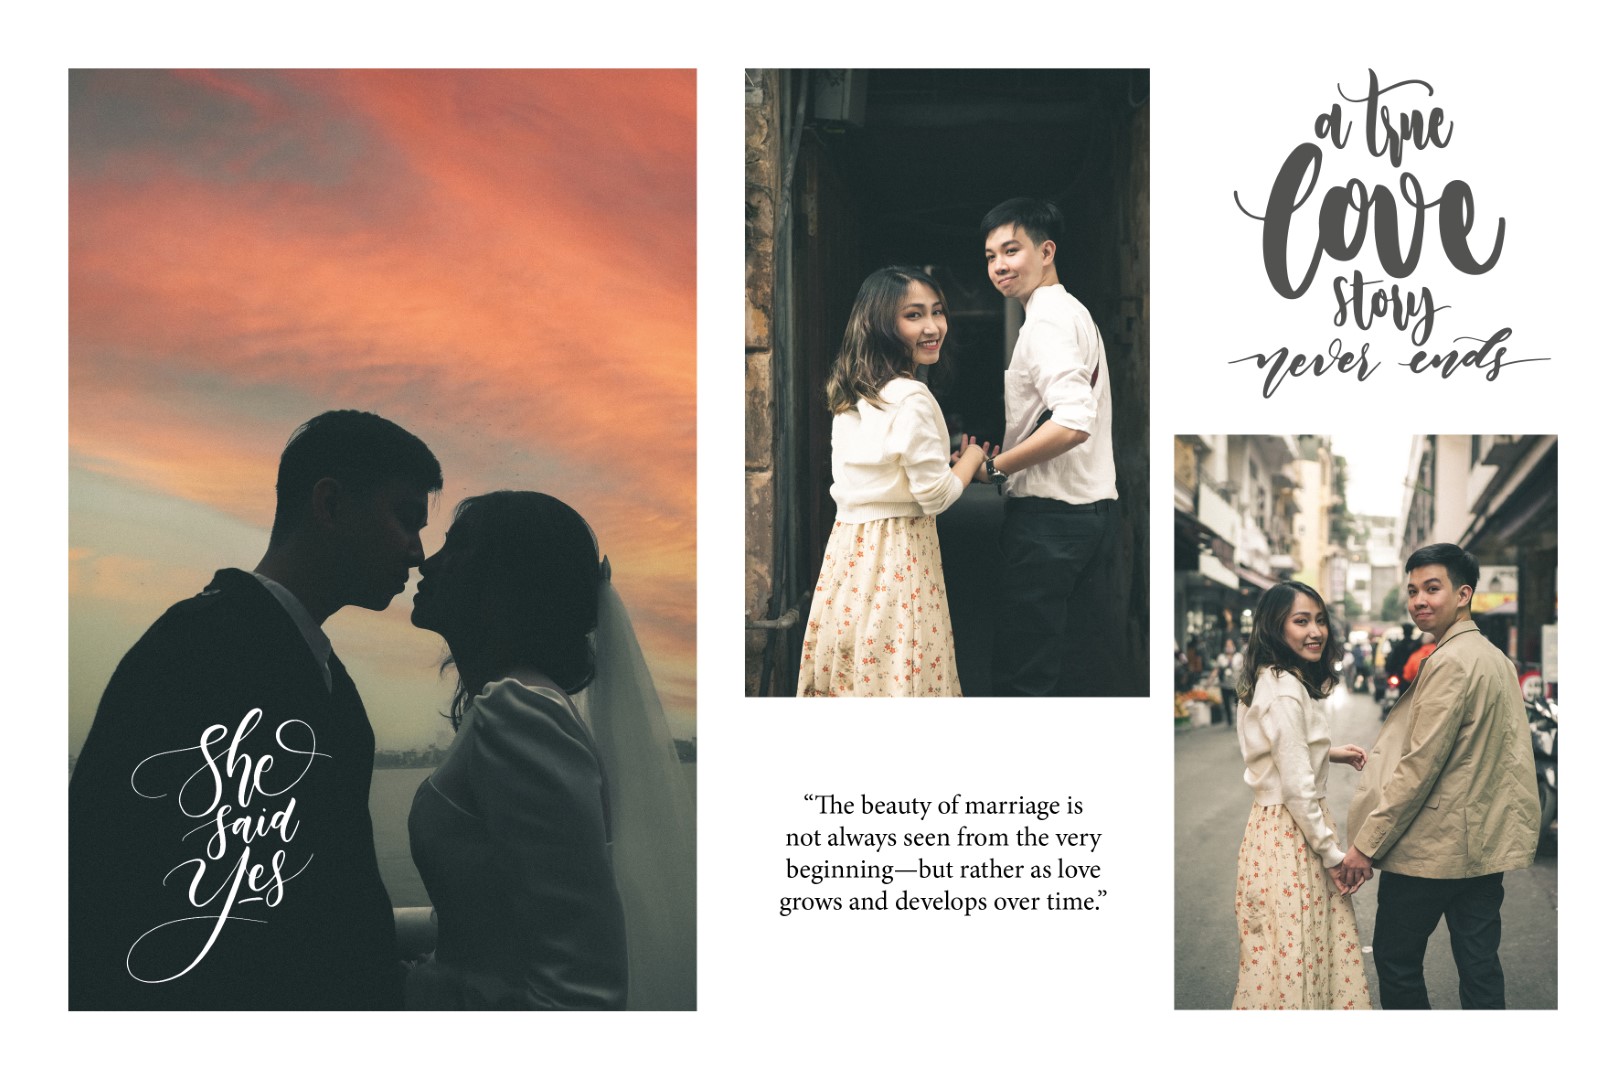 She
said
Yes
“The beauty of marriage is
not always seen from the very
beginning—but rather as love
grows and develops over time.”
a true
love
story
never ends